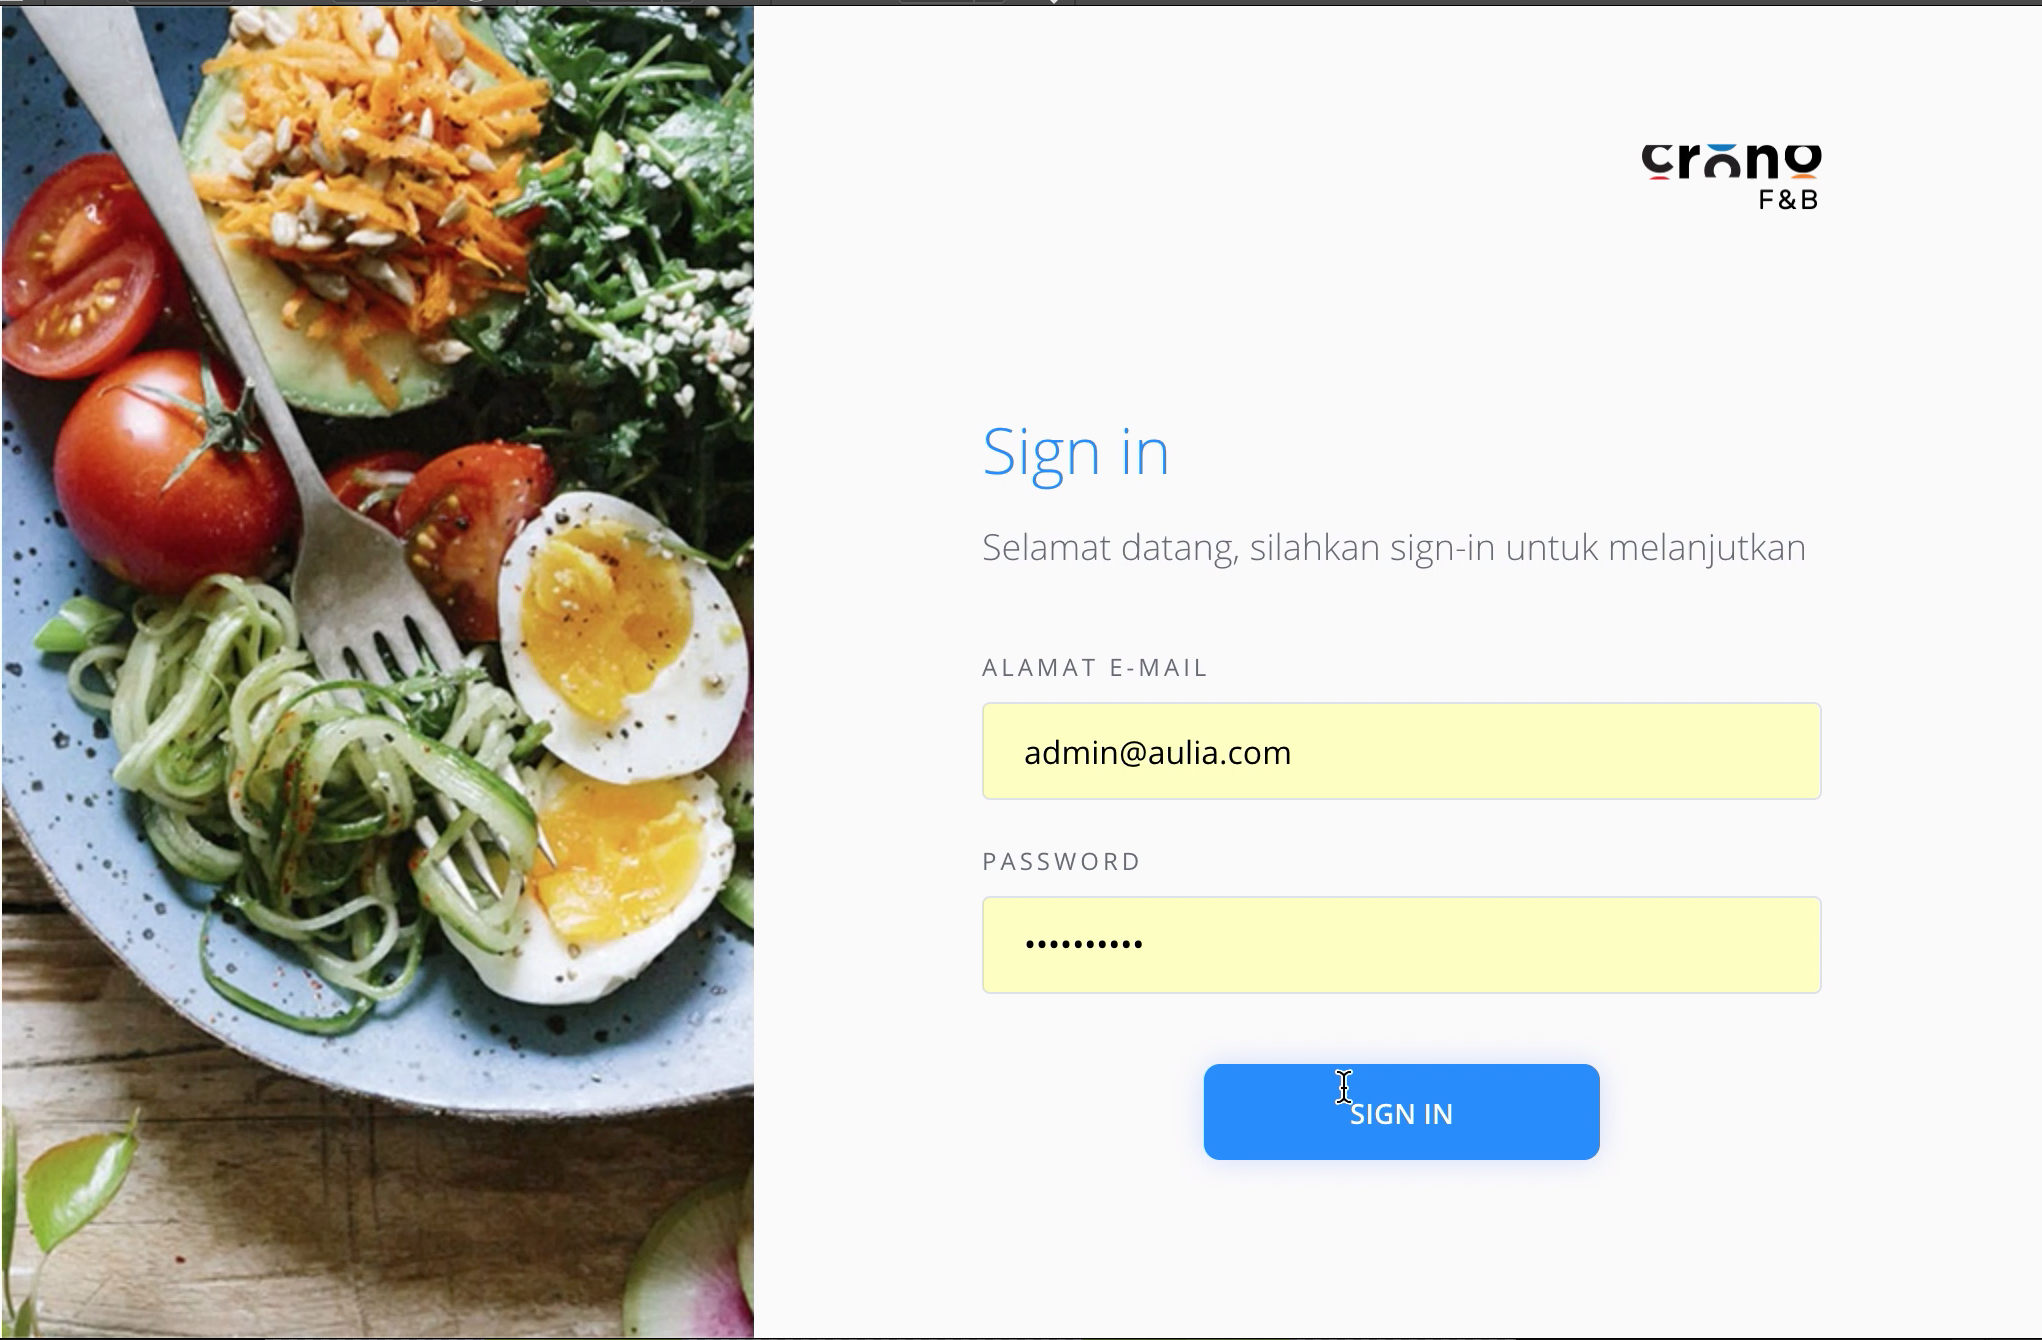 crono
F&B
Sign in
Selamat datang, silahkan sign-in untuk melanjutkan
ALAMAT E-MAIL
admin@aulia.com
PASSWORD
••••••••••
SIGN IN